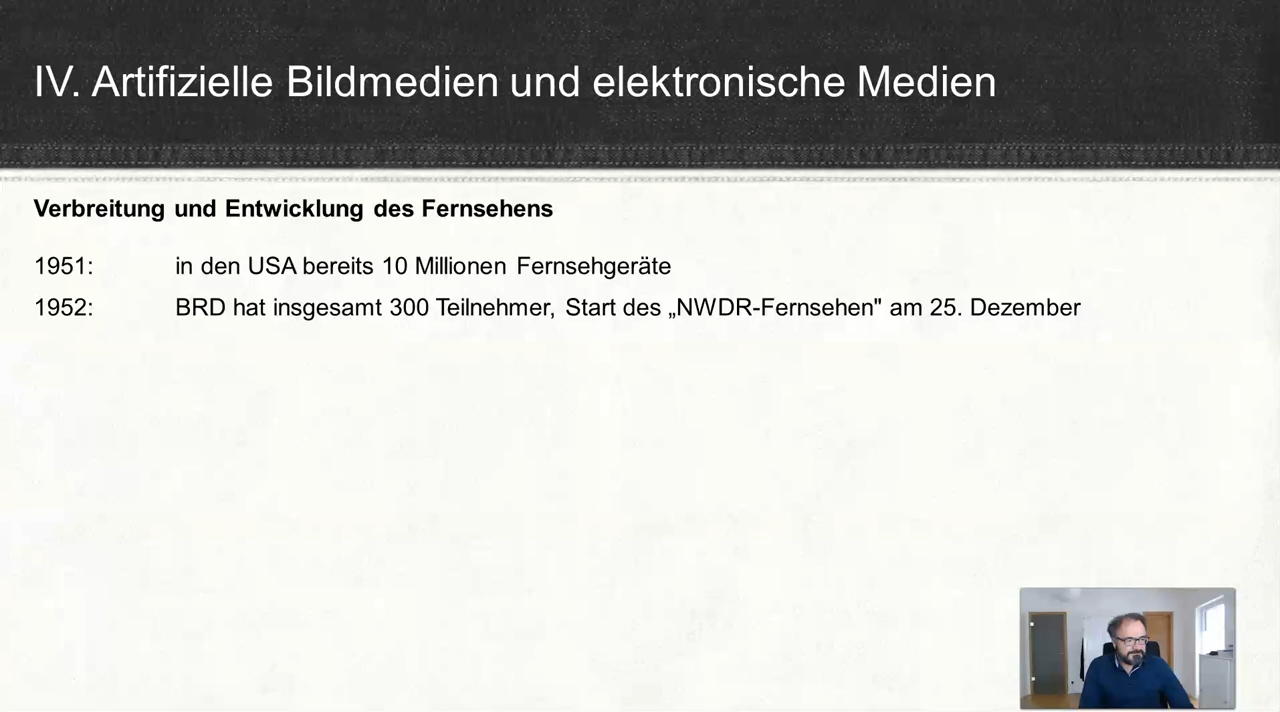 IV. Artifizielle Bildmedien und elektronische Medien
Verbreitung und Entwicklung des Fernsehens
1951: in den USA bereits 10 Millionen Fernsehgeräte
1952: BRD hat insgesamt 300 Teilnehmer, Start des „NWDR-Fernsehen" am 25. Dezember